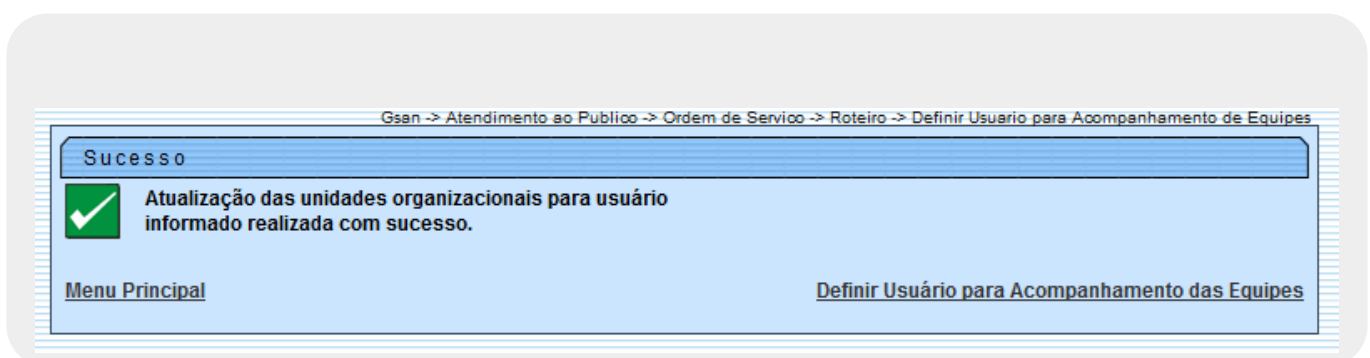 Gsan -> Atendimento ao Publico -> Ordem de Servico -> Roteiro -> Definir Usuario para Acompanhamento de Equipes
Sucesso
Atualização das unidades organizacionais para usuário
informado realizada com sucesso.
Menu Principal
Definir Usuário para Acompanhamento das Equipes